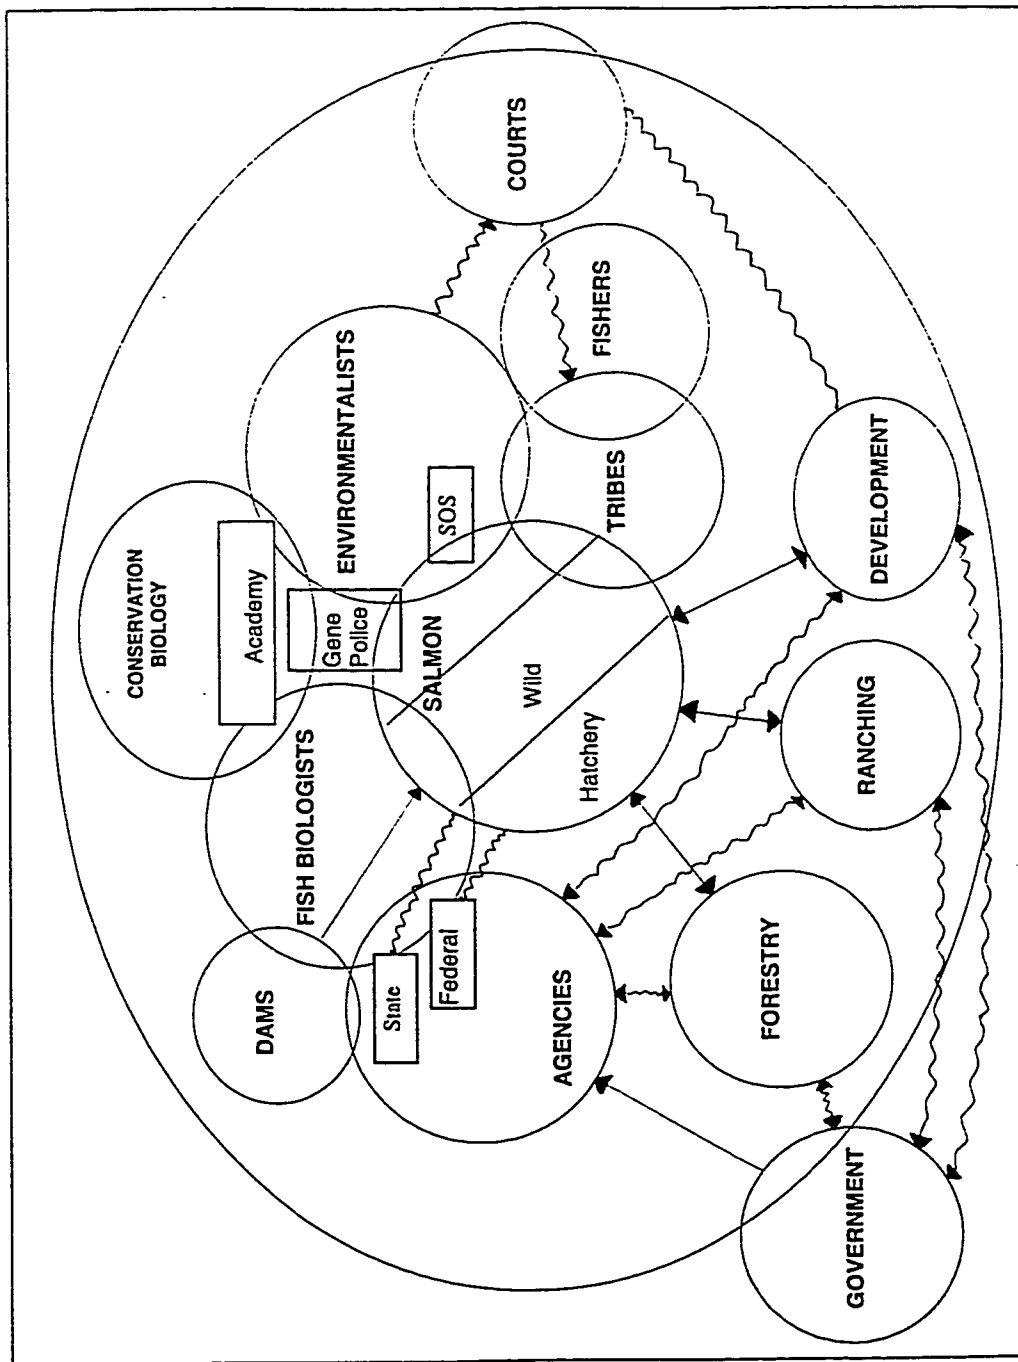 CONSERVATION
BIOLOGY
Academy
Gene
Police
FISH BIOLOGISTS
ENVIRONMENTALISTS
COURTS
DAMS
State
Federal
SALMON
SOS
Wild
Hatchery
TRIBES
FISHERS
AGENCIES
FORESTRY
RANCHING
DEVELOPMENT
GOVERNMENT